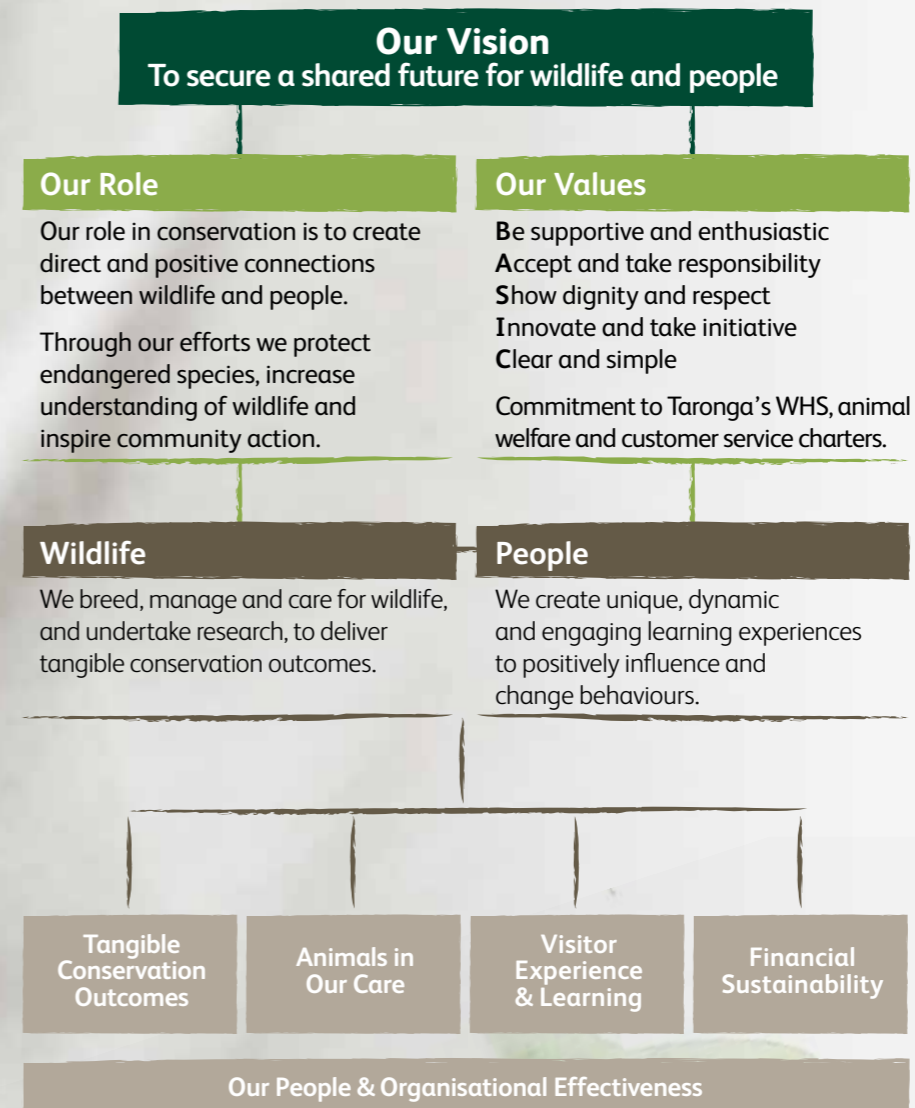 Our Vision
To secure a shared future for wildlife and people
Our Role
Our role in conservation is to create
direct and positive connections
between wildlife and people.
Through our efforts we protect
endangered species, increase
understanding of wildlife and
inspire community action.
Our Values
Be supportive and enthusiastic
Accept and take responsibility
Show dignity and respect
Innovate and take initiative
Clear and simple
Commitment to Taronga’s WHS, animal
welfare and customer service charters.
Wildlife
We breed, manage and care for wildlife,
and undertake research, to deliver
tangible conservation outcomes.
People
We create unique, dynamic
and engaging learning experiences
to positively influence and
change behaviours.
Tangible
Conservation
Outcomes
Animals in
Our Care
Visitor
Experience
& Learning
Financial
Sustainability
Our People & Organisational Effectiveness